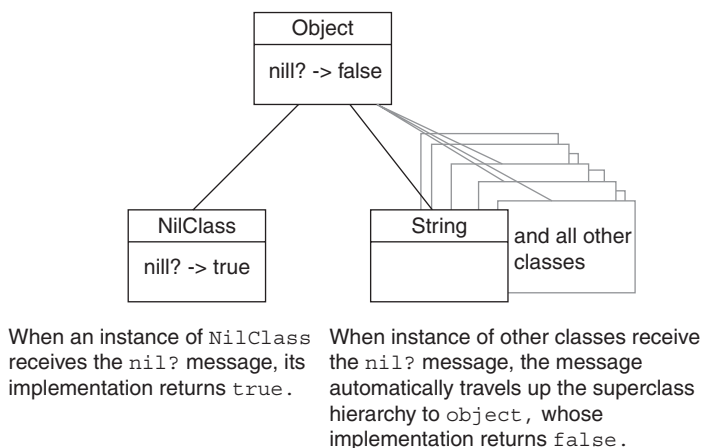 Object
nill? -> false
NilClass
nill? -> true
String
and all other
classes
When an instance of NilClass
receives the nil? message, its
implementation returns true.
When instance of other classes receive
the nil? message, the message
automatically travels up the superclass
hierarchy to object, whose
implementation returns false.